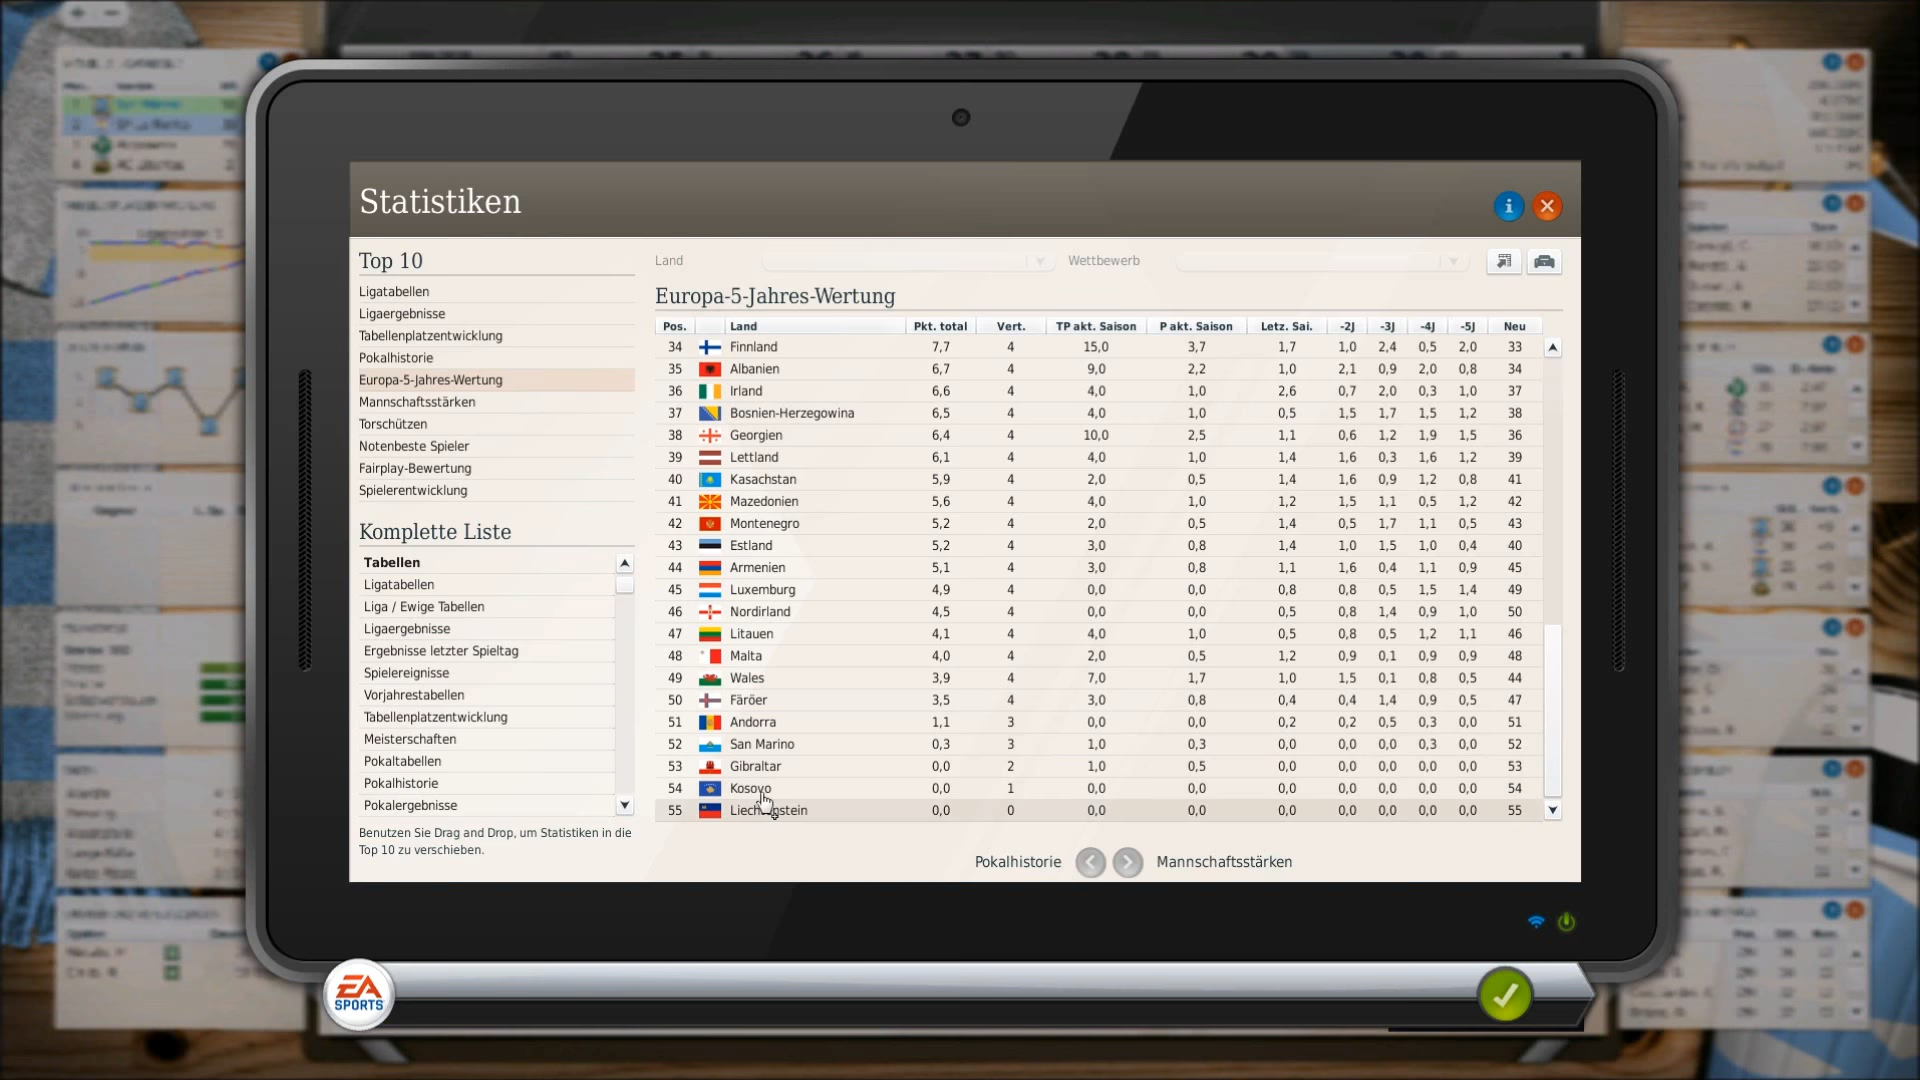 Statistiken
Top 10
Ligatabellen
Ligaergebnisse
Tabellenplatzentwicklung
Pokalhistorie
Europa-5-Jahres-Wertung
Mannschaftsstärken
Torschützen
Notenbeste Spieler
Fairplay-Bewertung
Spielerentwicklung
Komplette Liste
Tabellen
Ligatabellen
Liga / Ewige Tabellen
Ligaergebnisse
Ergebnisse letzter Spieltag
Spielereignisse
Vorjahrestabellen
Tabellenplatzentwicklung
Meisterschaften
Pokaltabellen
Pokalhistorie
Pokalergebnisse
Benutzen Sie Drag and Drop, um Statistiken in die
Top 10 zu verschieben.
Land Wettbewerb
Europa-5-Jahres-Wertung
Pos. Land Pkt. total Vert. TP akt. Saison P akt. Saison Letz. Sai. -2J -3J -4J -5J Neu
34 Finnland 7,7 4 15,0 3,7 1,7 1,0 2,4 0,5 2,0 33
35 Albanien 6,7 4 9,0 2,2 1,0 2,1 0,9 2,0 0,8 34
36 Irland 6,6 4 4,0 1,0 2,6 0,7 2,0 0,3 1,0 37
37 Bosnien-Herzegowina 6,5 4 4,0 1,0 0,5 1,5 1,7 1,5 1,2 38
38 Georgien 6,4 4 10,0 2,5 1,1 0,6 1,2 1,9 1,5 36
39 Lettland 6,1 4 4,0 1,0 1,4 1,6 0,3 1,6 1,2 39
40 Kasachstan 5,9 4 2,0 0,5 1,4 1,6 0,9 1,2 0,8 41
41 Mazedonien 5,6 4 4,0 1,0 1,2 1,5 1,1 0,5 1,2 42
42 Montenegro 5,2 4 2,0 0,5 1,4 0,5 1,7 1,1 0,5 43
43 Estland 5,2 4 3,0 0,8 1,4 1,0 1,5 1,0 0,4 40
44 Armenien 5,1 4 3,0 0,8 1,1 1,6 0,4 1,1 0,9 45
45 Luxemburg 4,9 4 0,0 0,0 0,8 0,8 0,5 1,5 1,4 49
46 Nordirland 4,5 4 0,0 0,0 0,5 0,8 1,4 0,9 1,0 50
47 Litauen 4,1 4 4,0 1,0 0,5 0,8 0,5 1,2 1,1 46
48 Malta 4,0 4 2,0 0,5 1,2 0,9 0,1 0,9 0,9 48
49 Wales 3,9 4 7,0 1,7 1,0 1,5 0,1 0,8 0,5 44
50 Färöer 3,5 4 3,0 0,8 0,4 0,4 1,4 0,9 0,5 47
51 Andorra 1,1 3 0,0 0,0 0,2 0,2 0,5 0,3 0,0 51
52 San Marino 0,3 3 1,0 0,3 0,0 0,0 0,0 0,3 0,0 52
53 Gibraltar 0,0 2 1,0 0,5 0,0 0,0 0,0 0,0 0,0 53
54 Kosovo 0,0 1 0,0 0,0 0,0 0,0 0,0 0,0 0,0 54
55 Liechtenstein 0,0 0 0,0 0,0 0,0 0,0 0,0 0,0 0,0 55
Pokalhistorie Mannschaftsstärken
EA
SPORTS